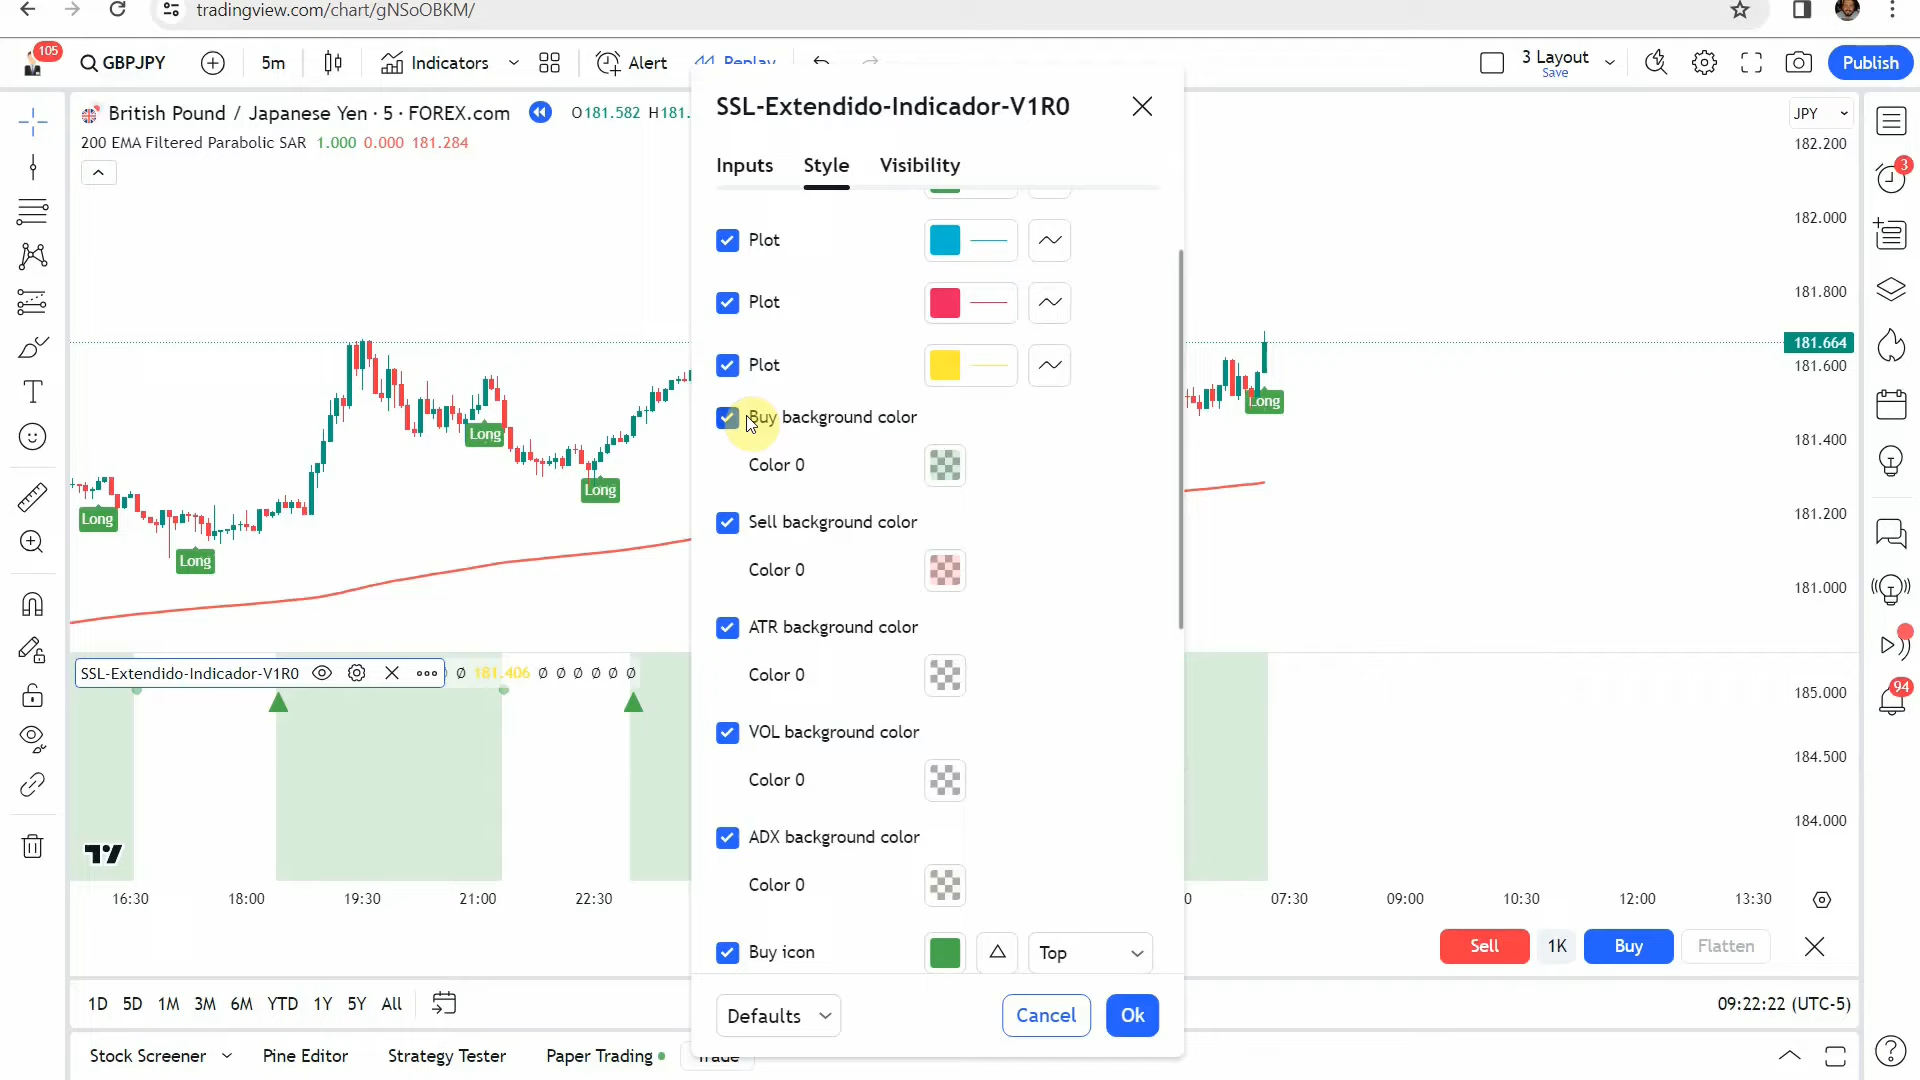 tradingview.com/chart/gNSoOBKM/
105
GBPJPY
5m
Indicators
Alert
Replay
3 Layout
Save
Publish
British Pound / Japanese Yen · 5 · FOREX.com
O181.582 H181.
200 EMA Filtered Parabolic SAR 1.000 0.000 181.284
JPY
182.200
182.000
181.800
181.664
181.600
181.400
181.200
181.000
185.000
184.500
184.000
3
94
Long
Long
Long
Long
Long
SSL-Extendido-Indicador-V1R0
Ø 181.406 Ø Ø Ø Ø Ø Ø
SSL-Extendido-Indicador-V1R0
Inputs
Style
Visibility
Plot
Plot
Plot
Buy background color
Color 0
Sell background color
Color 0
ATR background color
Color 0
VOL background color
Color 0
ADX background color
Color 0
Buy icon
Top
Defaults
Cancel
Ok
16:30
18:00
19:30
21:00
22:30
0
07:30
09:00
10:30
12:00
13:30
Sell
1K
Buy
Flatten
1D 5D 1M 3M 6M YTD 1Y 5Y All
09:22:22 (UTC-5)
Stock Screener
Pine Editor
Strategy Tester
Paper Trading
Trade